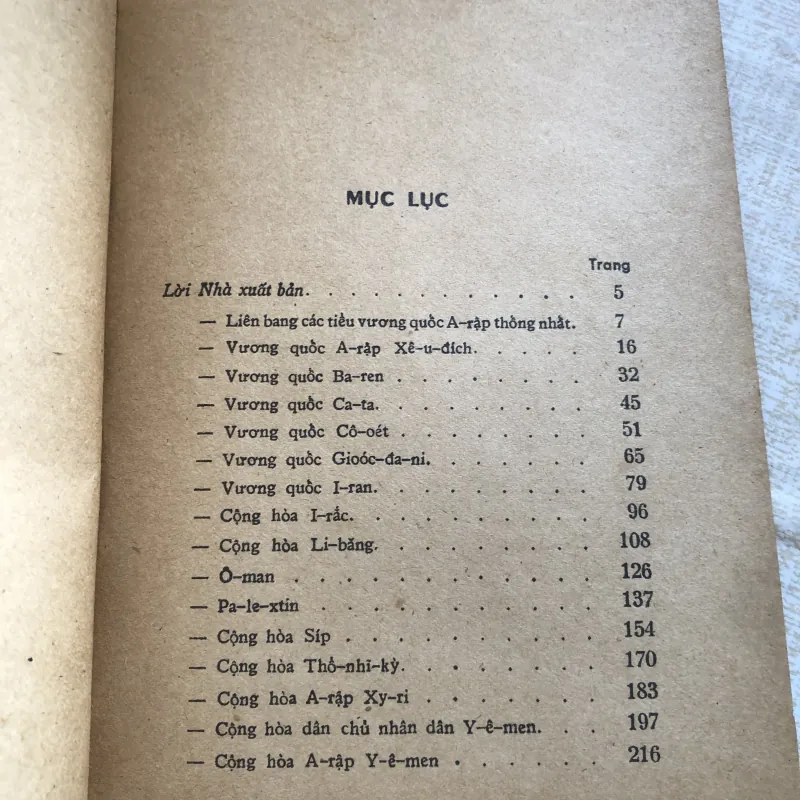 MỤC LỤC
Trang
Lời Nhà xuất bản. . . . . . . . . . . . 5
— Liên bang các tiểu vương quốc A-rập thống nhất. 7
— Vương quốc A-rập Xê-u-đích. . . . . 16
— Vương quốc Ba-ren . . . . . . . . 32
— Vương quốc Ca-ta. . . . . . . . . 45
— Vương quốc Cô-oét . . . . . . . . 51
— Vương quốc Gioóc-đa-ni. . . . . . . 65
— Vương quốc I-ran. . . . . . . . . 79
— Cộng hòa I-rắc. . . . . . . . . . 96
— Cộng hòa Li-băng. . . . . . . . . 108
— Ô-man . . . . . . . . . . . . 126
— Pa-le-xtin . . . . . . . . . . . 137
— Cộng hòa Síp . . . . . . . . . . 154
— Cộng hòa Thổ-nhi-kỳ. . . . . . . . 170
— Cộng hòa A-rập Xy-ri . . . . . . . 183
— Cộng hòa dân chủ nhân dân Y-ê-men. . . 197
— Cộng hòa A-rập Y-ê-men . . . . . . 216